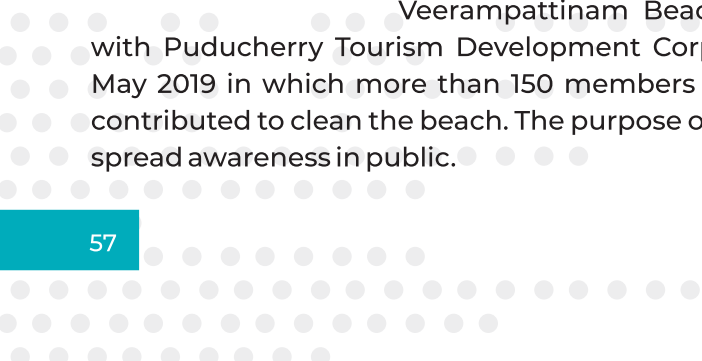 Veerampattinam
with Puducherry Tourism Development
May 2019 in which more than 150 members
contributed to clean the beach. The purpose
spread awareness in public.
57